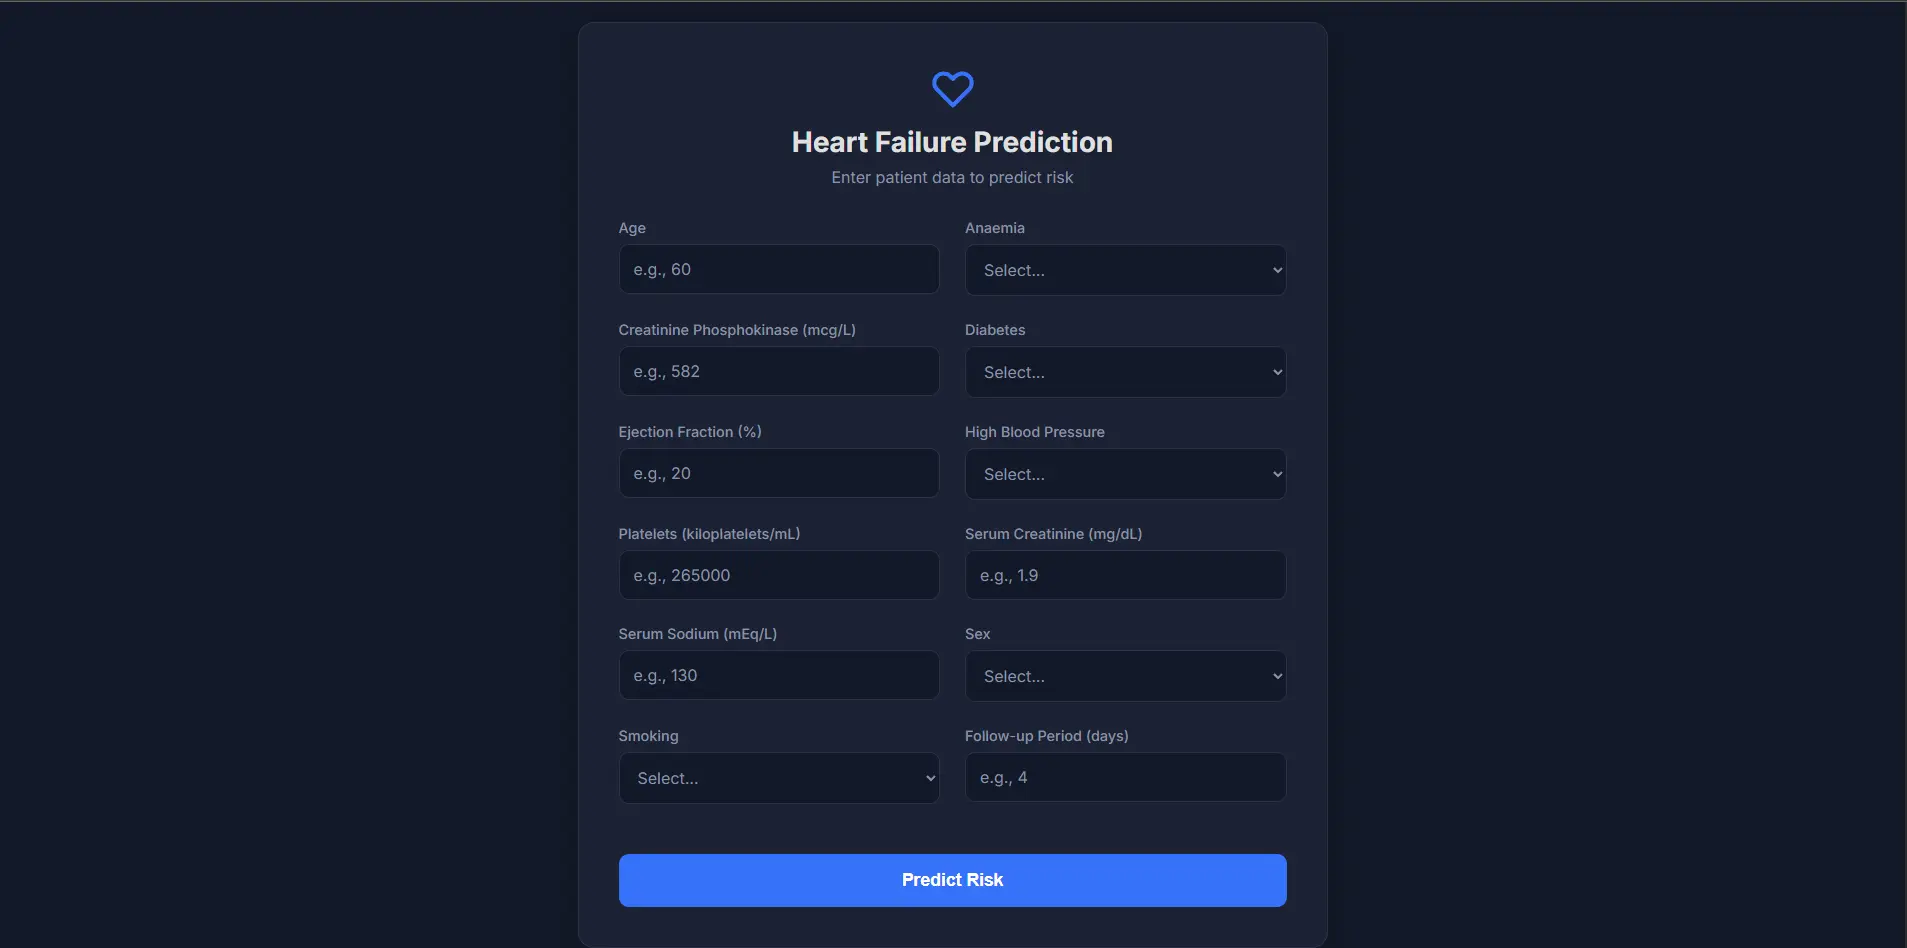 Heart Failure Prediction
Enter patient data to predict risk
Age
e.g., 60
Anaemia
Select...
Creatinine Phosphokinase (mcg/L)
e.g., 582
Diabetes
Select...
Ejection Fraction (%)
e.g., 20
High Blood Pressure
Select...
Platelets (kiloplatelets/mL)
e.g., 265000
Serum Creatinine (mg/dL)
e.g., 1.9
Serum Sodium (mEq/L)
e.g., 130
Sex
Select...
Smoking
Select...
Follow-up Period (days)
e.g., 4
Predict Risk